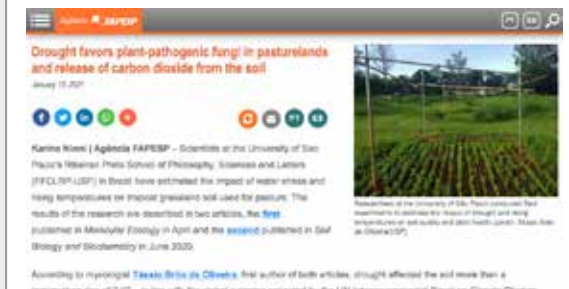 Agência FAPESP
Drought favors plant-pathogenic fungi in pasturelands
and release of carbon dioxide from the soil
January 13, 2021
PT ES
Agência FAPESP – Scientists at the University of São
Paulo's Ribeirão Preto School of Philosophy, Sciences and Letters
(FFCLRP-USP) in Brazil have estimated the impact of water stress and
rising temperatures on tropical grassland soil used for pasture. The
results of the research are described in two articles, the first
published in Molecular Ecology in April and the second published in Soil
Biology and Biochemistry in June 2020.
Researchers at the University of São Paulo conducted field
experiments to estimate the impact of drought and rising
temperatures on soil quality and plant health
According to mycologist Tássio Brito de Oliveira, first author of both articles, drought affected the soil more than a